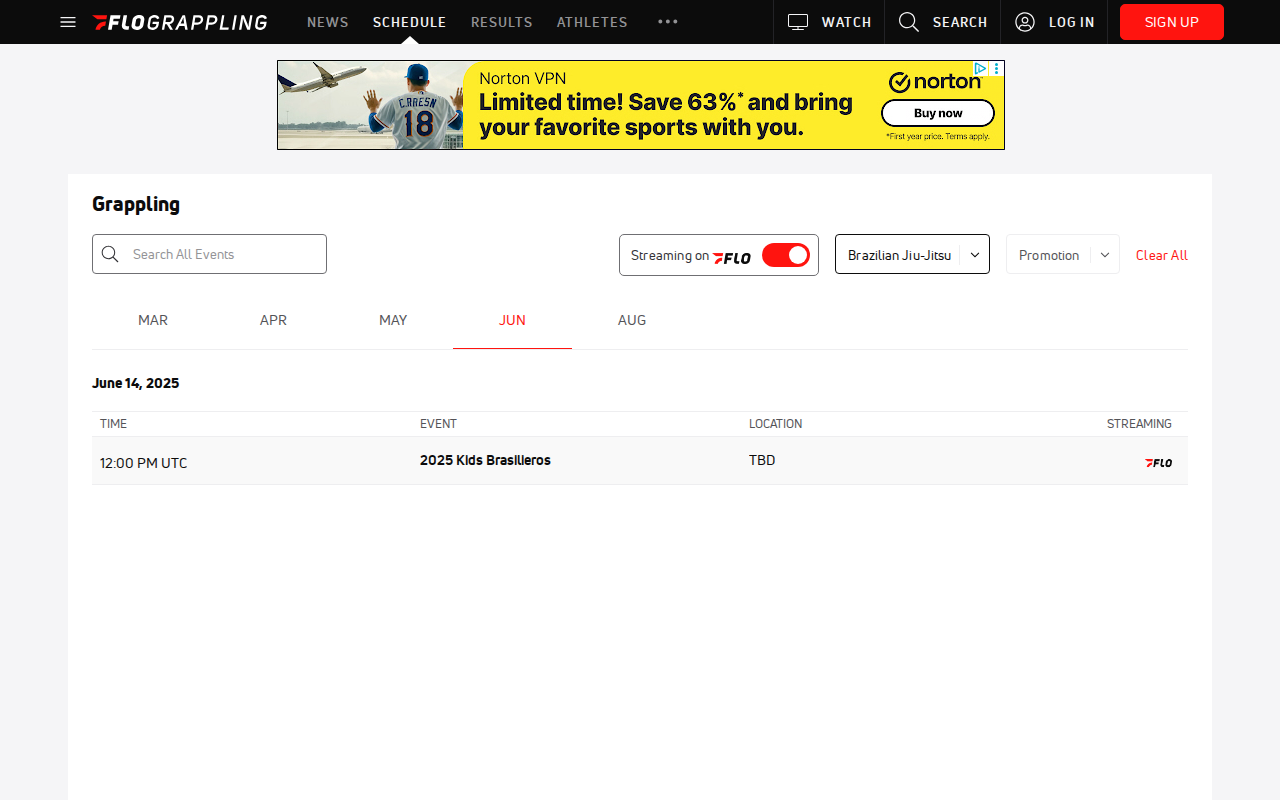 FLOGRAPPLING NEWS SCHEDULE RESULTS ATHLETES WATCH SEARCH LOG IN SIGN UP
Norton VPN
Limited time! Save 63%* and bring
your favorite sports with you.
norton
Buy now
*First year price. Terms apply.
C.RRESN
18
Grappling
Search All Events
Streaming on FLO
Brazilian Jiu-Jitsu
Promotion
Clear All
MAR APR MAY JUN AUG
June 14, 2025
TIME EVENT LOCATION STREAMING
12:00 PM UTC 2025 Kids Brasilieros TBD FLO